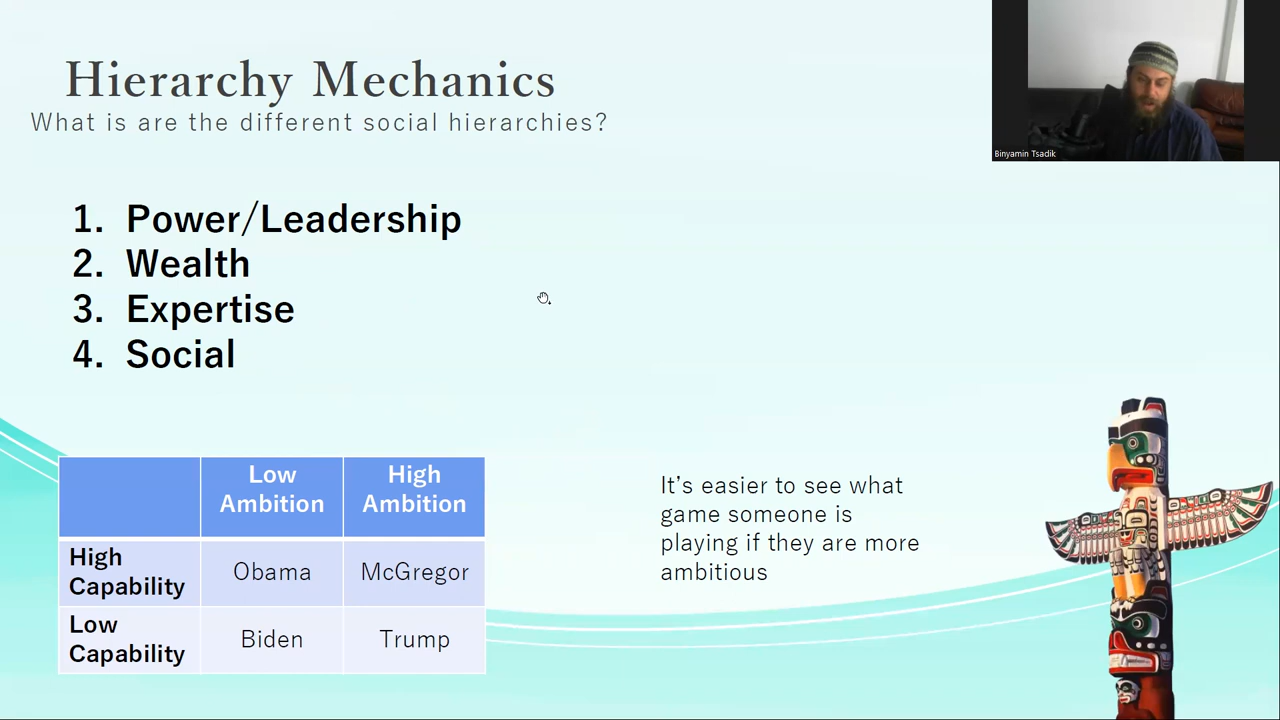 Hierarchy Mechanics
What is are the different social hierarchies?
Binyamin Tsadik
1. Power/Leadership
2. Wealth
3. Expertise
4. Social
Low
Ambition
High
Ambition
High
Capability
Obama
McGregor
Low
Capability
Biden
Trump
It’s easier to see what
game someone is
playing if they are more
ambitious